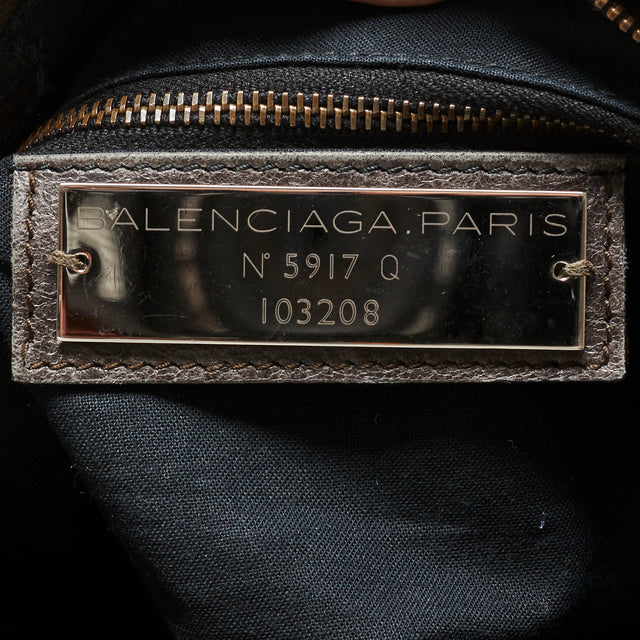 BALENCIAGA.PARIS
N° 5917 Q
103208